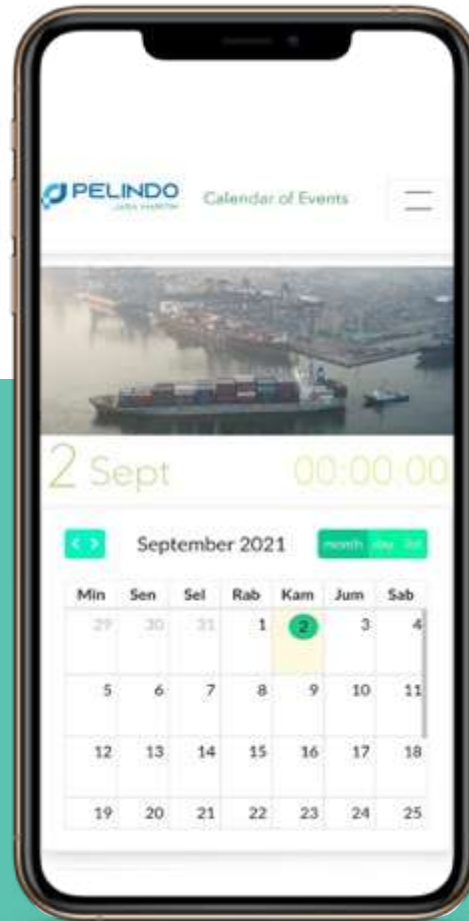 PELINDO
JASA MARITIM
Calendar of Events
2 Sept
00:00:00
< > September 2021 month day list
Min Sen Sel Rab Kam Jum Sab
29 30 31 1 2 3 4
5 6 7 8 9 10 11
12 13 14 15 16 17 18
19 20 21 22 23 24 25